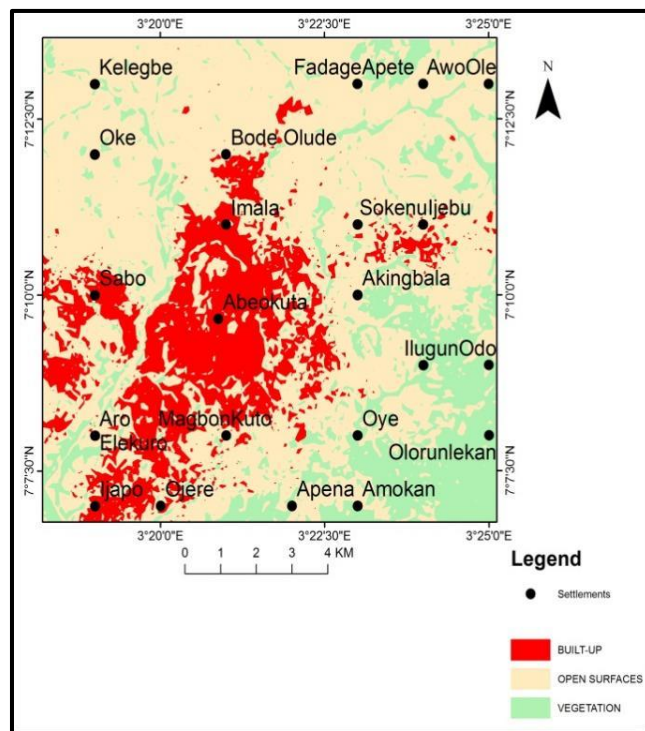 3°20'0"E 3°22'30"E 3°25'0"E
N
Kelegbe FadageApete AwoOle
7°12'30"N 7°12'30"N
Oke Bode Olude
Imala SokenuIjebu
Sabo Akingbala
7°10'0"N 7°10'0"N
Abeokuta
IlugunOdo
Aro MagbonKuto Oye
Elekuro
Olorunlekan
7°7'30"N 7°7'30"N
Ijapo Ojere Apena Amokan
3°20'0"E 3°22'30"E 3°25'0"E
0 1 2 3 4 KM
Legend
Settlements
BUILT-UP
OPEN SURFACES
VEGETATION